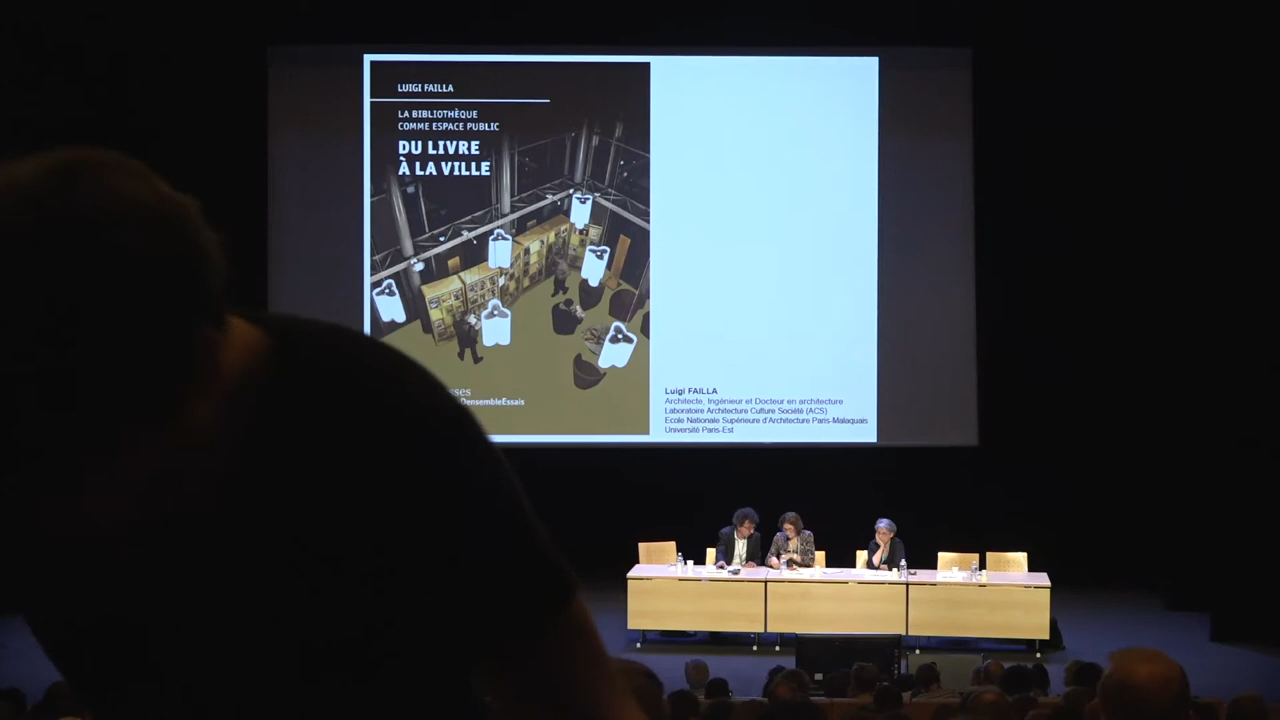 LUIGI FAILLA
LA BIBLIOTHÈQUE
COMME ESPACE PUBLIC
DU LIVRE
À LA VILLE
Luigi FAILLA
Architecte, Ingénieur et Docteur en architecture
Laboratoire Architecture Culture Société (ACS)
Ecole Nationale Supérieure d'Architecture Paris-Malaquais
Université Paris-Est